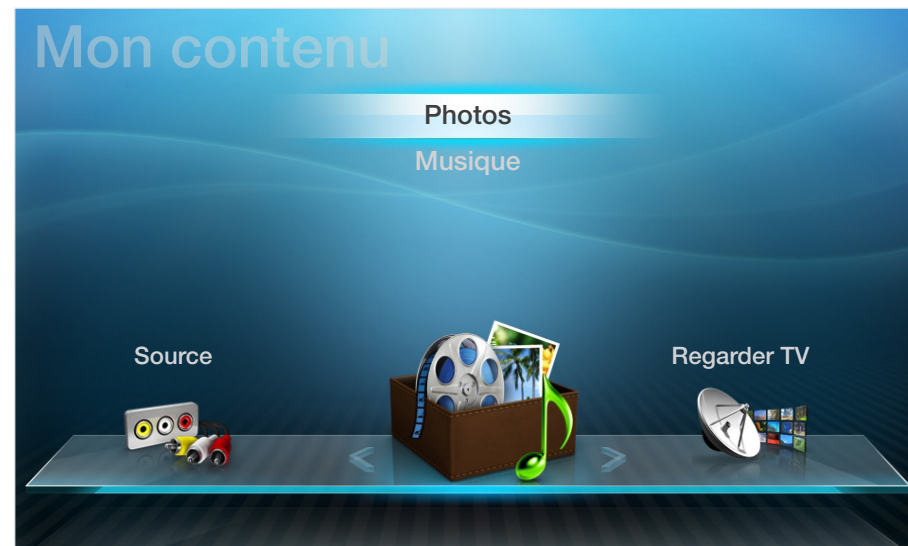 Mon contenu
Photos
Musique
Source
Regarder TV